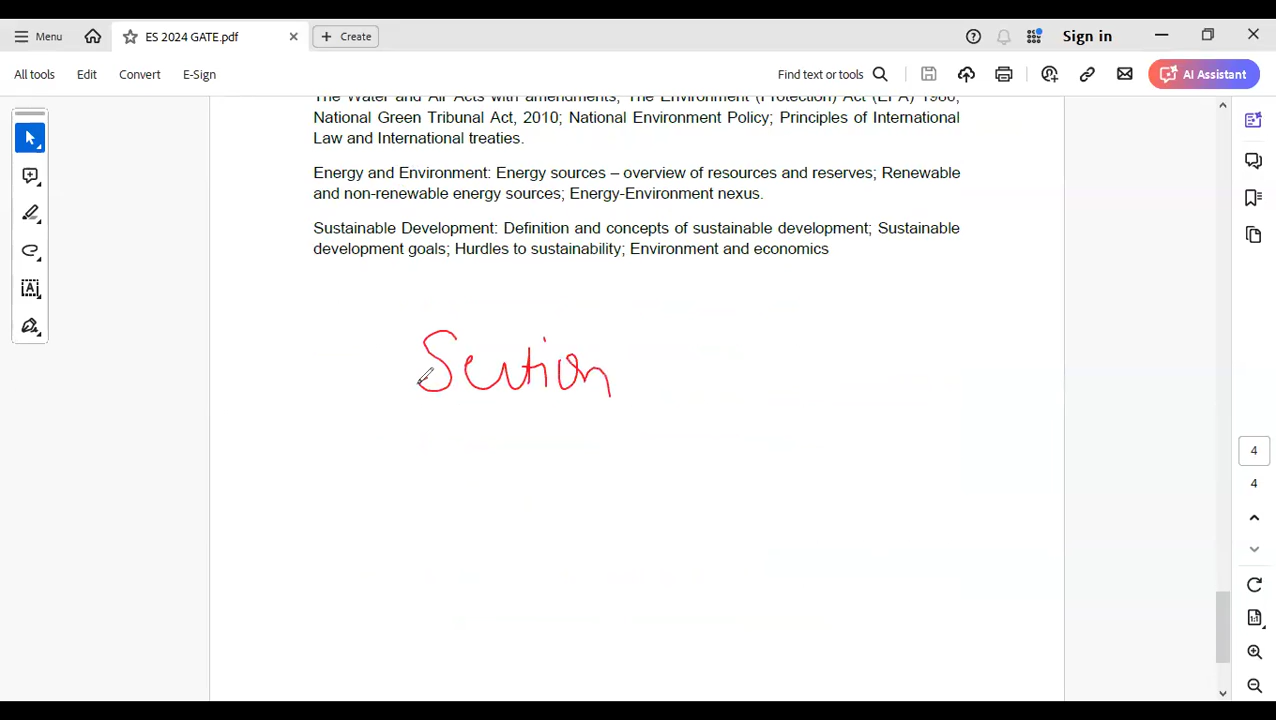 Menu
ES 2024 GATE.pdf
Create
Sign in
All tools
Edit
Convert
E-Sign
Find text or tools
AI Assistant
The Water and Air Acts with amendments; The Environment (Protection) Act (EPA) 1986;
National Green Tribunal Act, 2010; National Environment Policy; Principles of International
Law and International treaties.
Energy and Environment: Energy sources – overview of resources and reserves; Renewable
and non-renewable energy sources; Energy-Environment nexus.
Sustainable Development: Definition and concepts of sustainable development; Sustainable
development goals; Hurdles to sustainability; Environment and economics
Section
4
4
1:1